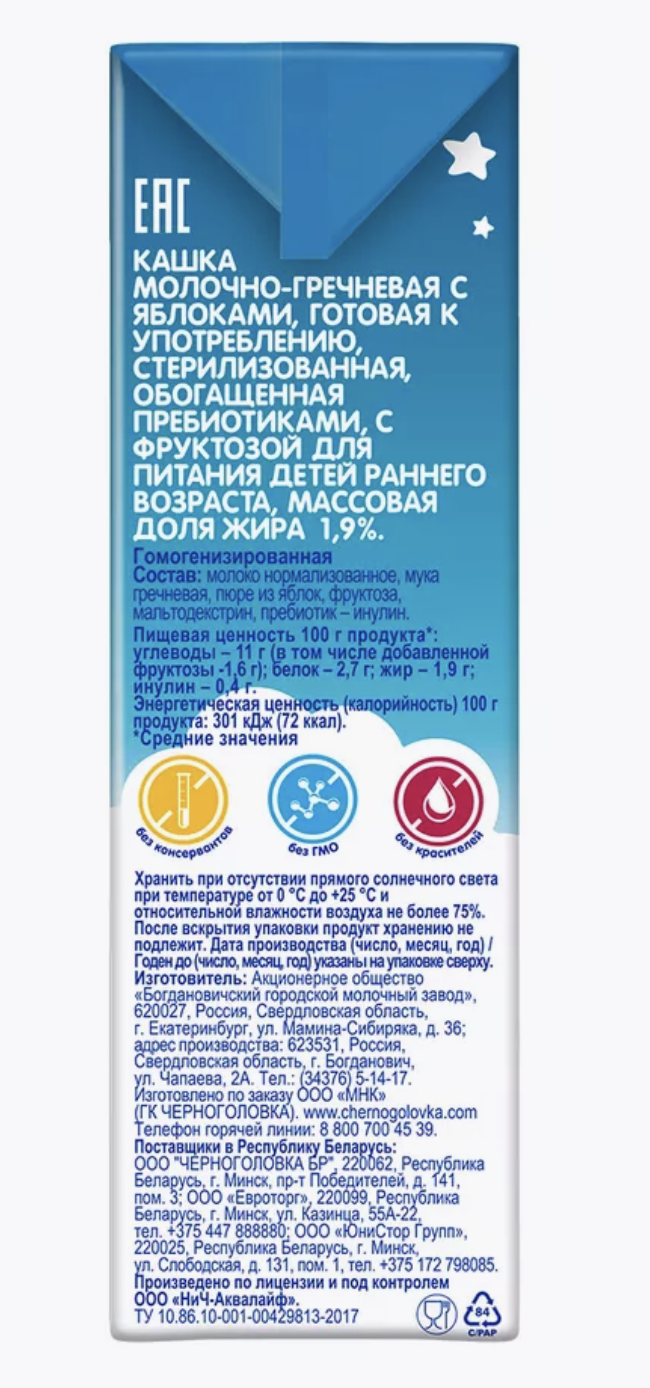 EAC
КАШКА
МОЛОЧНО-ГРЕЧНЕВАЯ С
ЯБЛОКАМИ, ГОТОВАЯ К
УПОТРЕБЛЕНИЮ,
СТЕРИЛИЗОВАННАЯ,
ОБОГАЩЕННАЯ
ПРЕБИОТИКАМИ, С
ФРУКТОЗОЙ ДЛЯ
ПИТАНИЯ ДЕТЕЙ РАННЕГО
ВОЗРАСТА, МАССОВАЯ
ДОЛЯ ЖИРА 1,9%.
Гомогенизированная
Состав: молоко нормализованное, мука
гречневая, пюре из яблок, фруктоза,
мальтодекстрин, пребиотик – инулин.
Пищевая ценность 100 г продукта*:
углеводы – 11 г (в том числе добавленной
фруктозы -1,6 г); белок – 2,7 г; жир – 1,9 г;
инулин – 0,4 г.
Энергетическая ценность (калорийность) 100 г
продукта: 301 кДж (72 ккал).
*Средние значения
без консервантов
без ГМО
без красителей
Хранить при отсутствии прямого солнечного света
при температуре от 0 °С до +25 °С и
относительной влажности воздуха не более 75%.
После вскрытия упаковки продукт хранению не
подлежит. Дата производства (число, месяц, год) /
Годен до (число, месяц, год) указаны на упаковке сверху.
Изготовитель: Акционерное общество
«Богдановичский городской молочный завод»,
620027, Россия, Свердловская область,
г. Екатеринбург, ул. Мамина-Сибиряка, д. 36;
адрес производства: 623531, Россия,
Свердловская область, г. Богданович,
ул. Чапаева, 2А. Тел.: (34376) 5-14-17.
Изготовлено по заказу ООО «МНК»
(ГК ЧЕРНОГОЛОВКА). www.chernogolovka.com
Телефон горячей линии: 8 800 700 45 39.
Поставщики в Республику Беларусь:
ООО "ЧЕРНОГОЛОВКА БР", 220062, Республика
Беларусь, г. Минск, пр-т Победителей, д. 141,
пом. 3; ООО «Евроторг», 220099, Республика
Беларусь, г. Минск, ул. Казинца, 55А-22,
тел. +375 447 888880; ООО «ЮниСтор Групп»,
220025, Республика Беларусь, г. Минск,
ул. Слободская, д. 131, пом. 1, тел. +375 172 798085.
Произведено по лицензии и под контролем
ООО «НиЧ-Аквалайф».
ТУ 10.86.10-001-00429813-2017
84
C/PAP